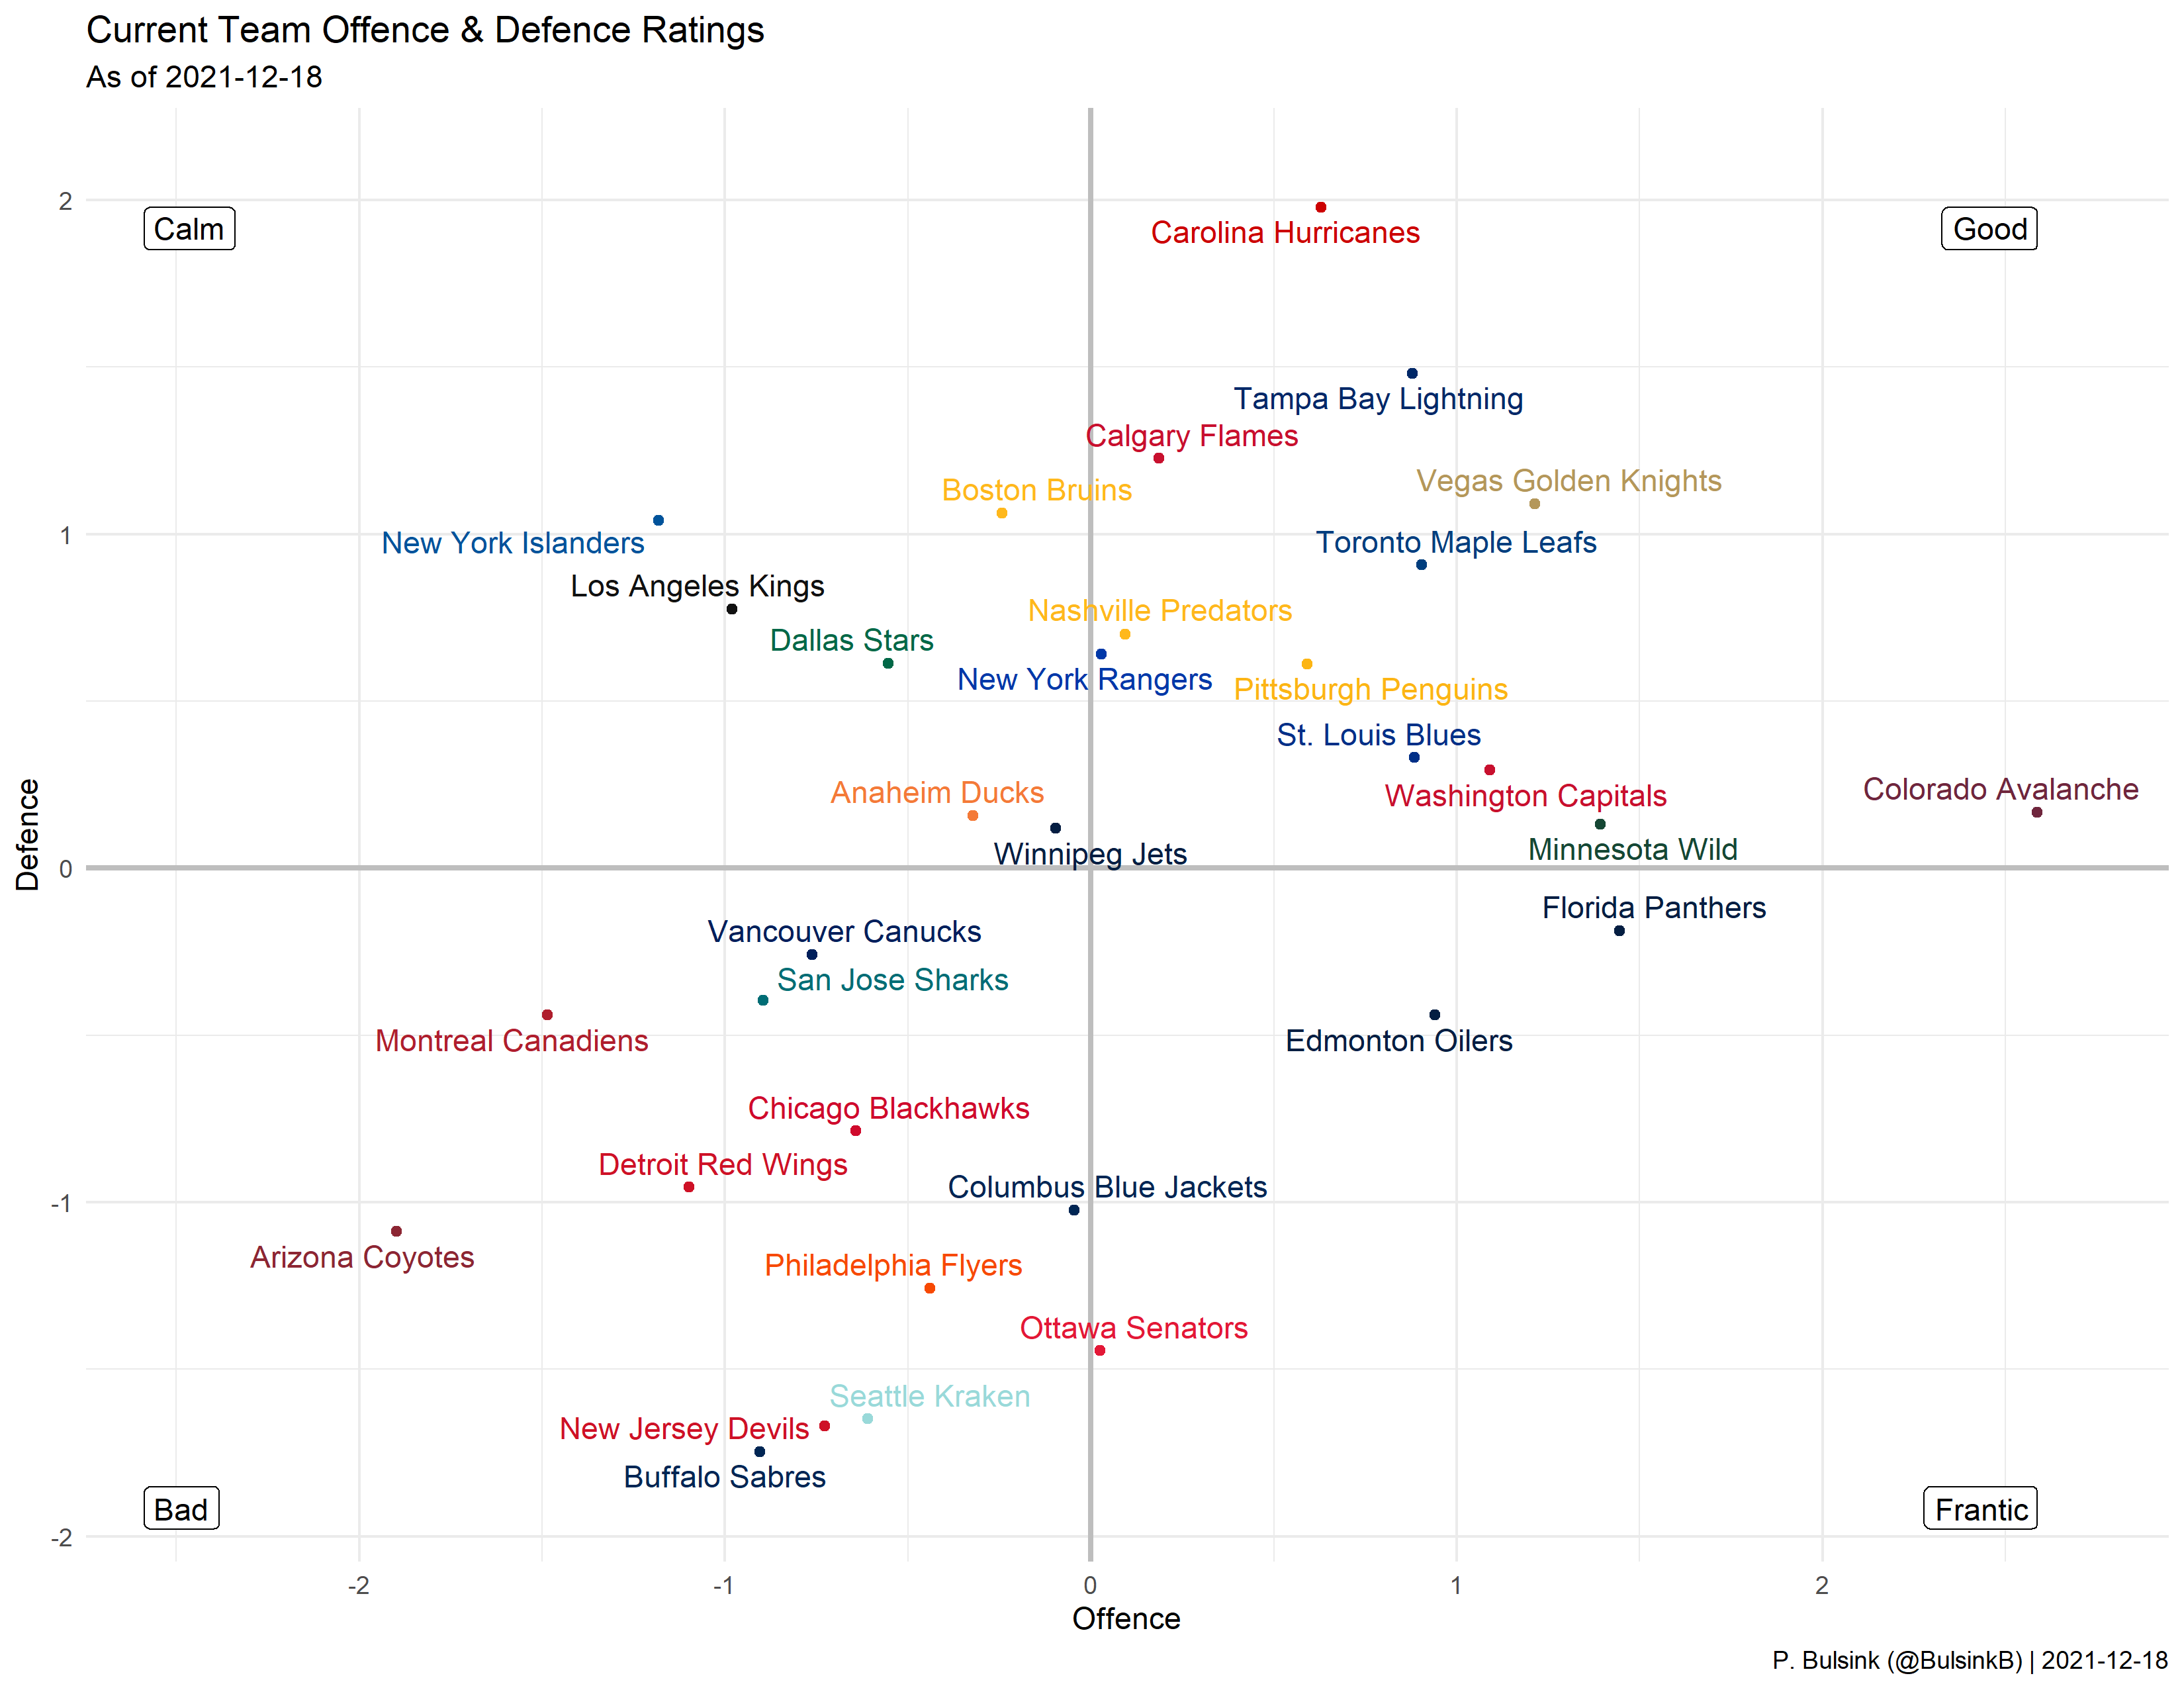 Current Team Offence & Defence Ratings
As of 2021-12-18
2
Calm
Carolina Hurricanes
Good
Tampa Bay Lightning
Calgary Flames
Vegas Golden Knights
Boston Bruins
1
New York Islanders
Toronto Maple Leafs
Los Angeles Kings
Nashville Predators
Dallas Stars
New York Rangers
Pittsburgh Penguins
St. Louis Blues
Anaheim Ducks
Washington Capitals
Colorado Avalanche
Defence
Winnipeg Jets
Minnesota Wild
0
Florida Panthers
Vancouver Canucks
San Jose Sharks
Montreal Canadiens
Edmonton Oilers
Chicago Blackhawks
Detroit Red Wings
Columbus Blue Jackets
-1
Arizona Coyotes
Philadelphia Flyers
Ottawa Senators
Seattle Kraken
New Jersey Devils
Buffalo Sabres
Bad
Frantic
-2
-2
-1
0
1
2
Offence
P. Bulsink (@BulsinkB) | 2021-12-18